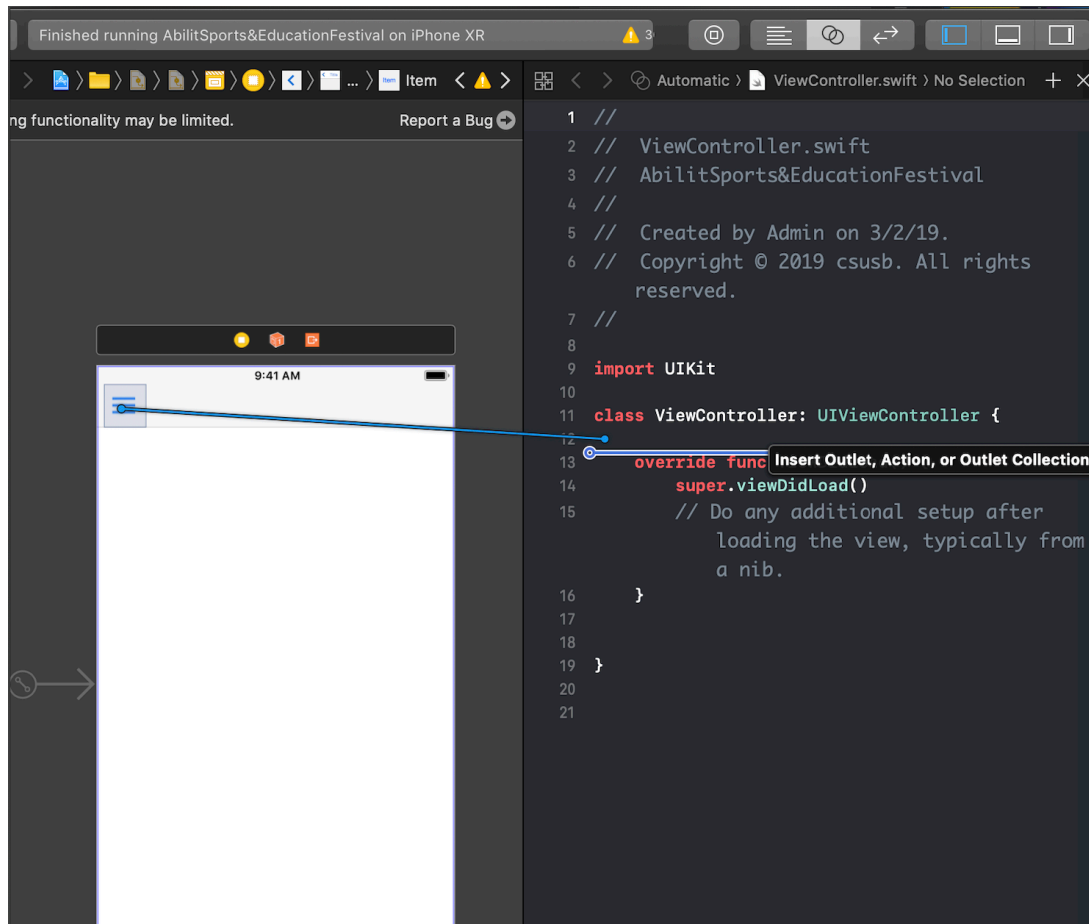 Finished running AbilitSports&EducationFestival on iPhone XR
... Item
Automatic ViewController.swift No Selection
ng functionality may be limited.
Report a Bug
9:41 AM
1 //
2 // ViewController.swift
3 // AbilitSports&EducationFestival
4 //
5 // Created by Admin on 3/2/19.
6 // Copyright © 2019 csusb. All rights
reserved.
7 //
8
9 import UIKit
10
11 class ViewController: UIViewController {
12
13 override func
Insert Outlet, Action, or Outlet Collection
14 super.viewDidLoad()
15 // Do any additional setup after
loading the view, typically from
a nib.
16 }
17
18
19 }
20
21